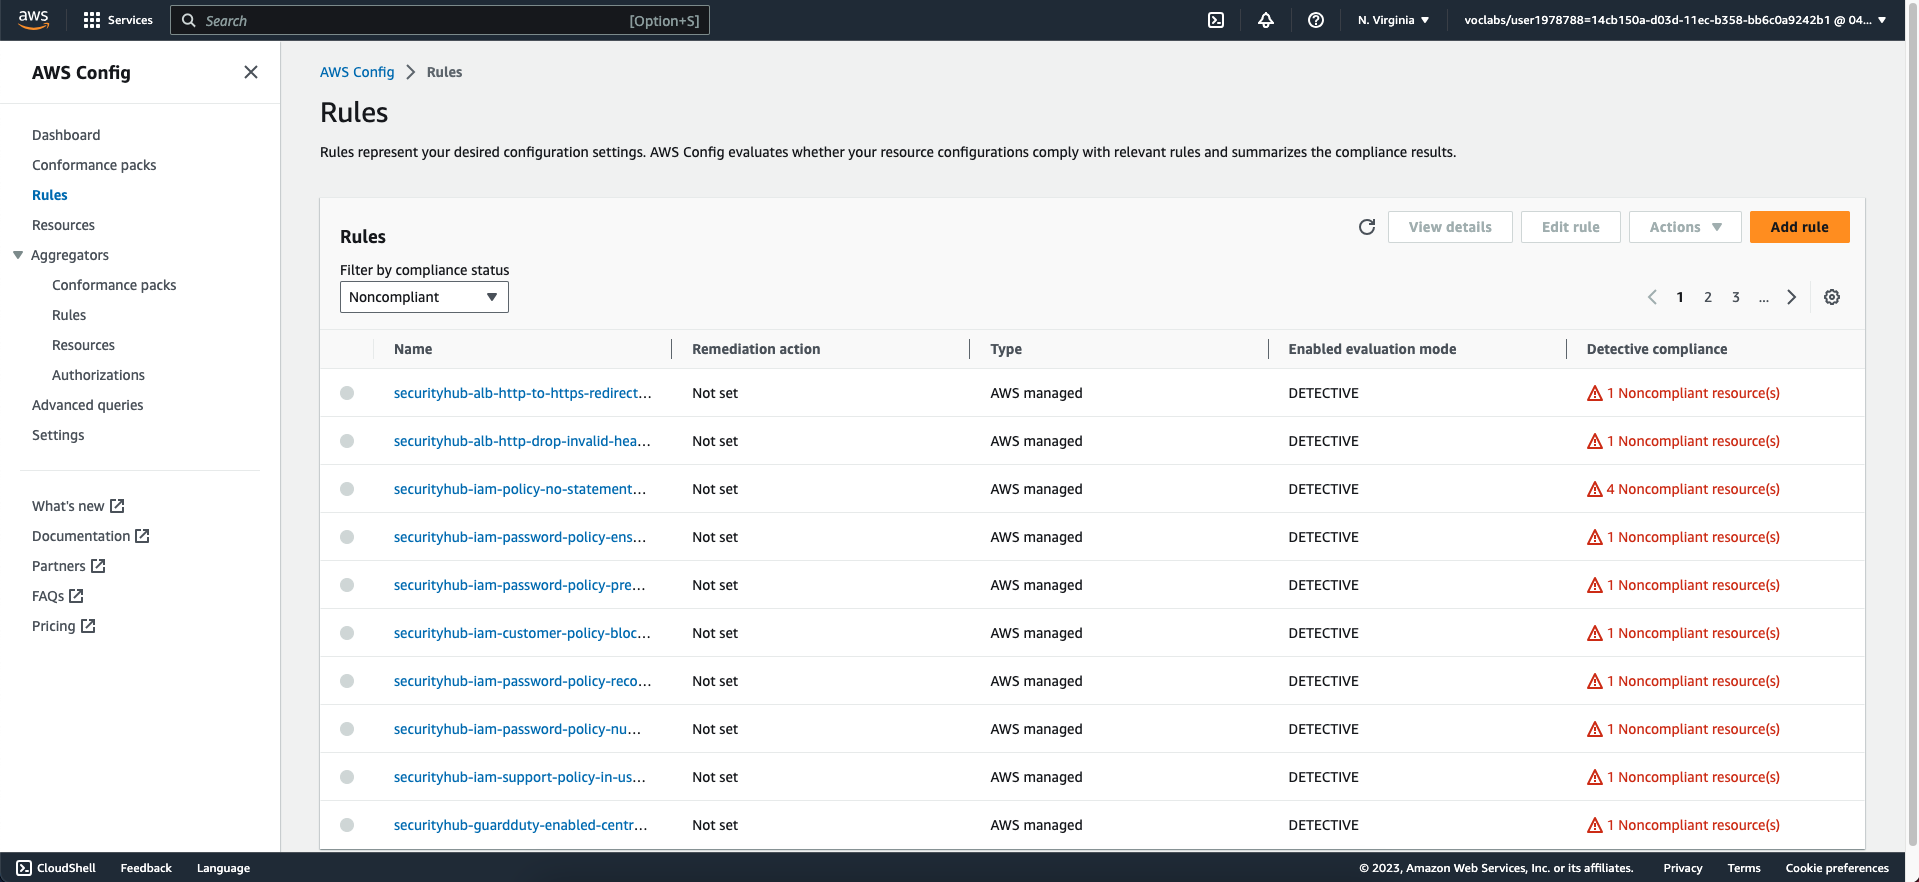 aws
Services
Search
[Option+S]
N. Virginia
voclabs/user1978788=14cb150a-d03d-11ec-b358-bb6c0a9242b1 @ 04...
AWS Config
Dashboard
Conformance packs
Rules
Resources
Aggregators
Conformance packs
Rules
Resources
Authorizations
Advanced queries
Settings
What's new
Documentation
Partners
FAQs
Pricing
AWS Config > Rules
Rules
Rules represent your desired configuration settings. AWS Config evaluates whether your resource configurations comply with relevant rules and summarizes the compliance results.
Rules
View details
Edit rule
Actions
Add rule
Filter by compliance status
Noncompliant
1 2 3 ...
Name Remediation action Type Enabled evaluation mode Detective compliance
securityhub-alb-http-to-https-redirect... Not set AWS managed DETECTIVE 1 Noncompliant resource(s)
securityhub-alb-http-drop-invalid-hea... Not set AWS managed DETECTIVE 1 Noncompliant resource(s)
securityhub-iam-policy-no-statement... Not set AWS managed DETECTIVE 4 Noncompliant resource(s)
securityhub-iam-password-policy-ens... Not set AWS managed DETECTIVE 1 Noncompliant resource(s)
securityhub-iam-password-policy-pre... Not set AWS managed DETECTIVE 1 Noncompliant resource(s)
securityhub-iam-customer-policy-bloc... Not set AWS managed DETECTIVE 1 Noncompliant resource(s)
securityhub-iam-password-policy-reco... Not set AWS managed DETECTIVE 1 Noncompliant resource(s)
securityhub-iam-password-policy-nu... Not set AWS managed DETECTIVE 1 Noncompliant resource(s)
securityhub-iam-support-policy-in-us... Not set AWS managed DETECTIVE 1 Noncompliant resource(s)
securityhub-guardduty-enabled-centr... Not set AWS managed DETECTIVE 1 Noncompliant resource(s)
CloudShell Feedback Language © 2023, Amazon Web Services, Inc. or its affiliates. Privacy Terms Cookie preferences